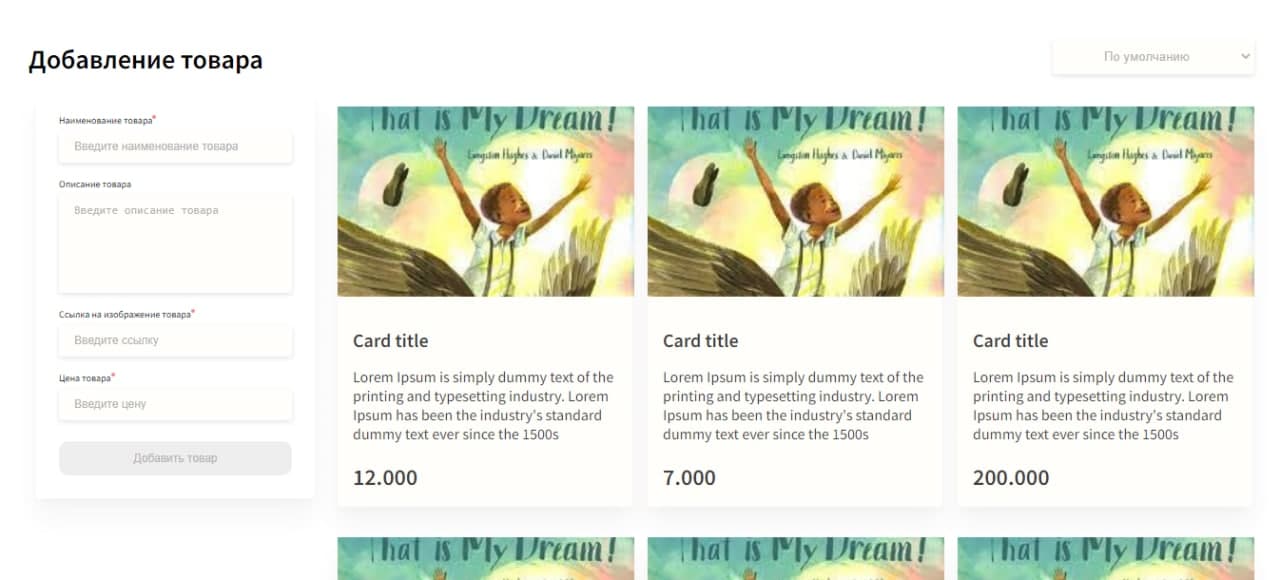 Добавление товара
По умолчанию
Наименование товара*
Введите наименование товара
Описание товара
Введите описание товара
Ссылка на изображение товара*
Введите ссылку
Цена товара*
Введите цену
Добавить товар
That is My Dream!
Langston Hughes & Daniel Miyares
Card title
Lorem Ipsum is simply dummy text of the
printing and typesetting industry. Lorem
Ipsum has been the industry's standard
dummy text ever since the 1500s
12.000
That is My Dream!
Langston Hughes & Daniel Miyares
Card title
Lorem Ipsum is simply dummy text of the
printing and typesetting industry. Lorem
Ipsum has been the industry's standard
dummy text ever since the 1500s
7.000
That is My Dream!
Langston Hughes & Daniel Miyares
Card title
Lorem Ipsum is simply dummy text of the
printing and typesetting industry. Lorem
Ipsum has been the industry's standard
dummy text ever since the 1500s
200.000
That is My Dream!
That is My Dream!
That is My Dream!